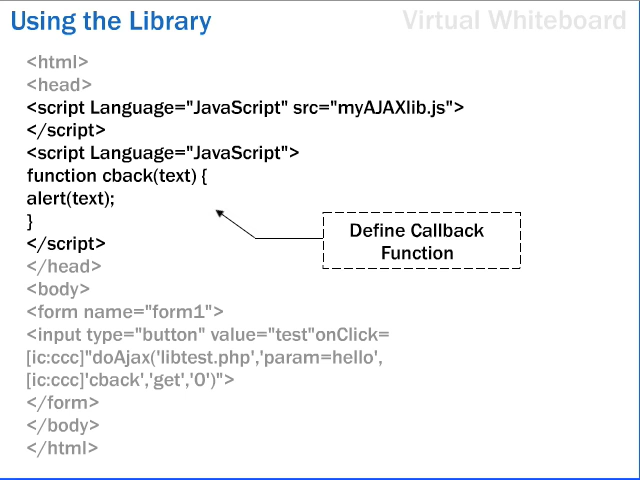 Using the Library
Virtual Whiteboard
<html>
<head>
<script Language="JavaScript" src="myAJAXlib.js">
</script>
<script Language="JavaScript">
function cback(text) {
alert(text);
}
</script>
Define Callback
Function
</head>
<body>
<form name="form1">
<input type="button" value="test"onClick=
[ic:ccc]"doAjax('libtest.php','param=hello',
[ic:ccc]'cback','get','0')">
</form>
</body>
</html>